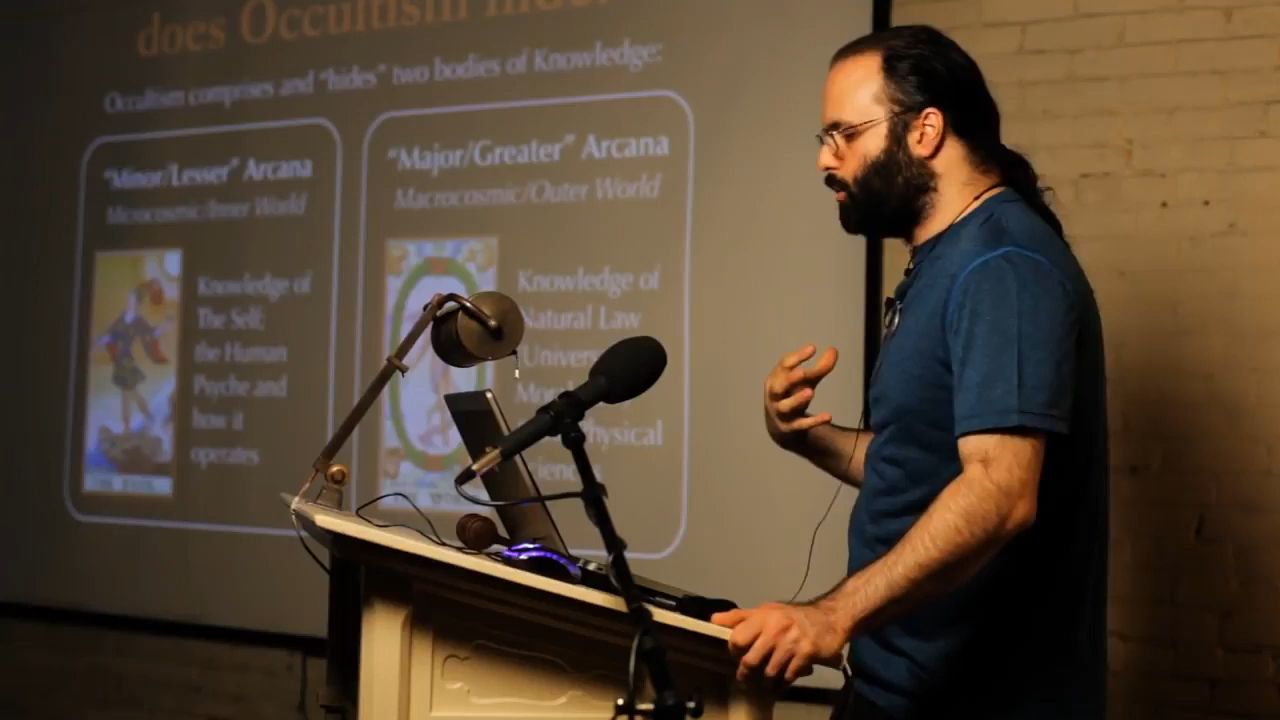 does Occultism
Occultism comprises and "hides" two bodies of Knowledge:
"Minor/Lesser" Arcana
Microcosmic/Inner World
Knowledge of
The Self;
the Human
Psyche and
how it
operates
"Major/Greater" Arcana
Macrocosmic/Outer World
Knowledge of
Natural Law